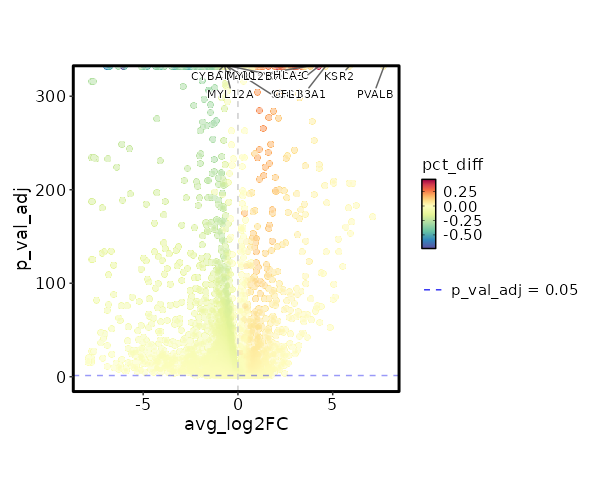 CYBA MYL12B HLA-C KSR2
MYL12A PVALB
300
200
100
0
p_val_adj
-5 0 5
avg_log2FC
pct_diff
0.25
0.00
-0.25
-0.50
p_val_adj = 0.05